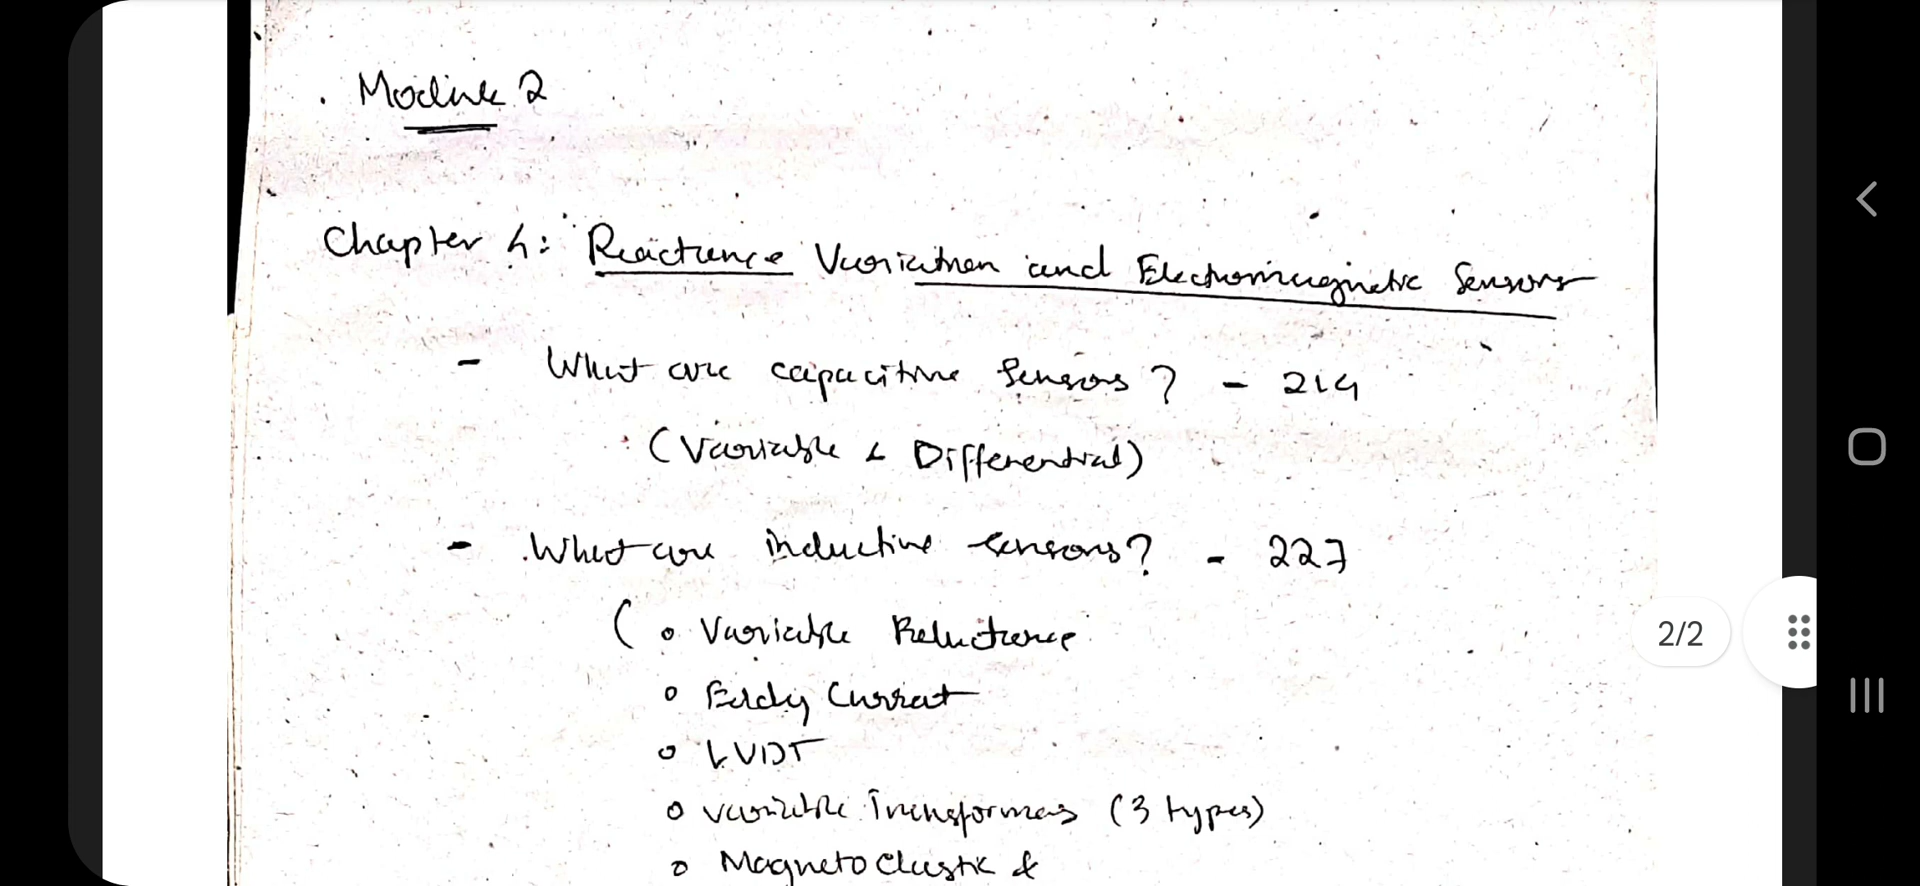 Module 2
Chapter 4: Reactance Variation and Electromagnetic Sensors
- What are capacitive sensors? - 214
(Variable & Differential)
- What are inductive sensors? - 227
( o Variable Reluctance
o Eddy Current
2/2
o LVDT
o Variable Transformers (3 types)
o Magneto elastic &